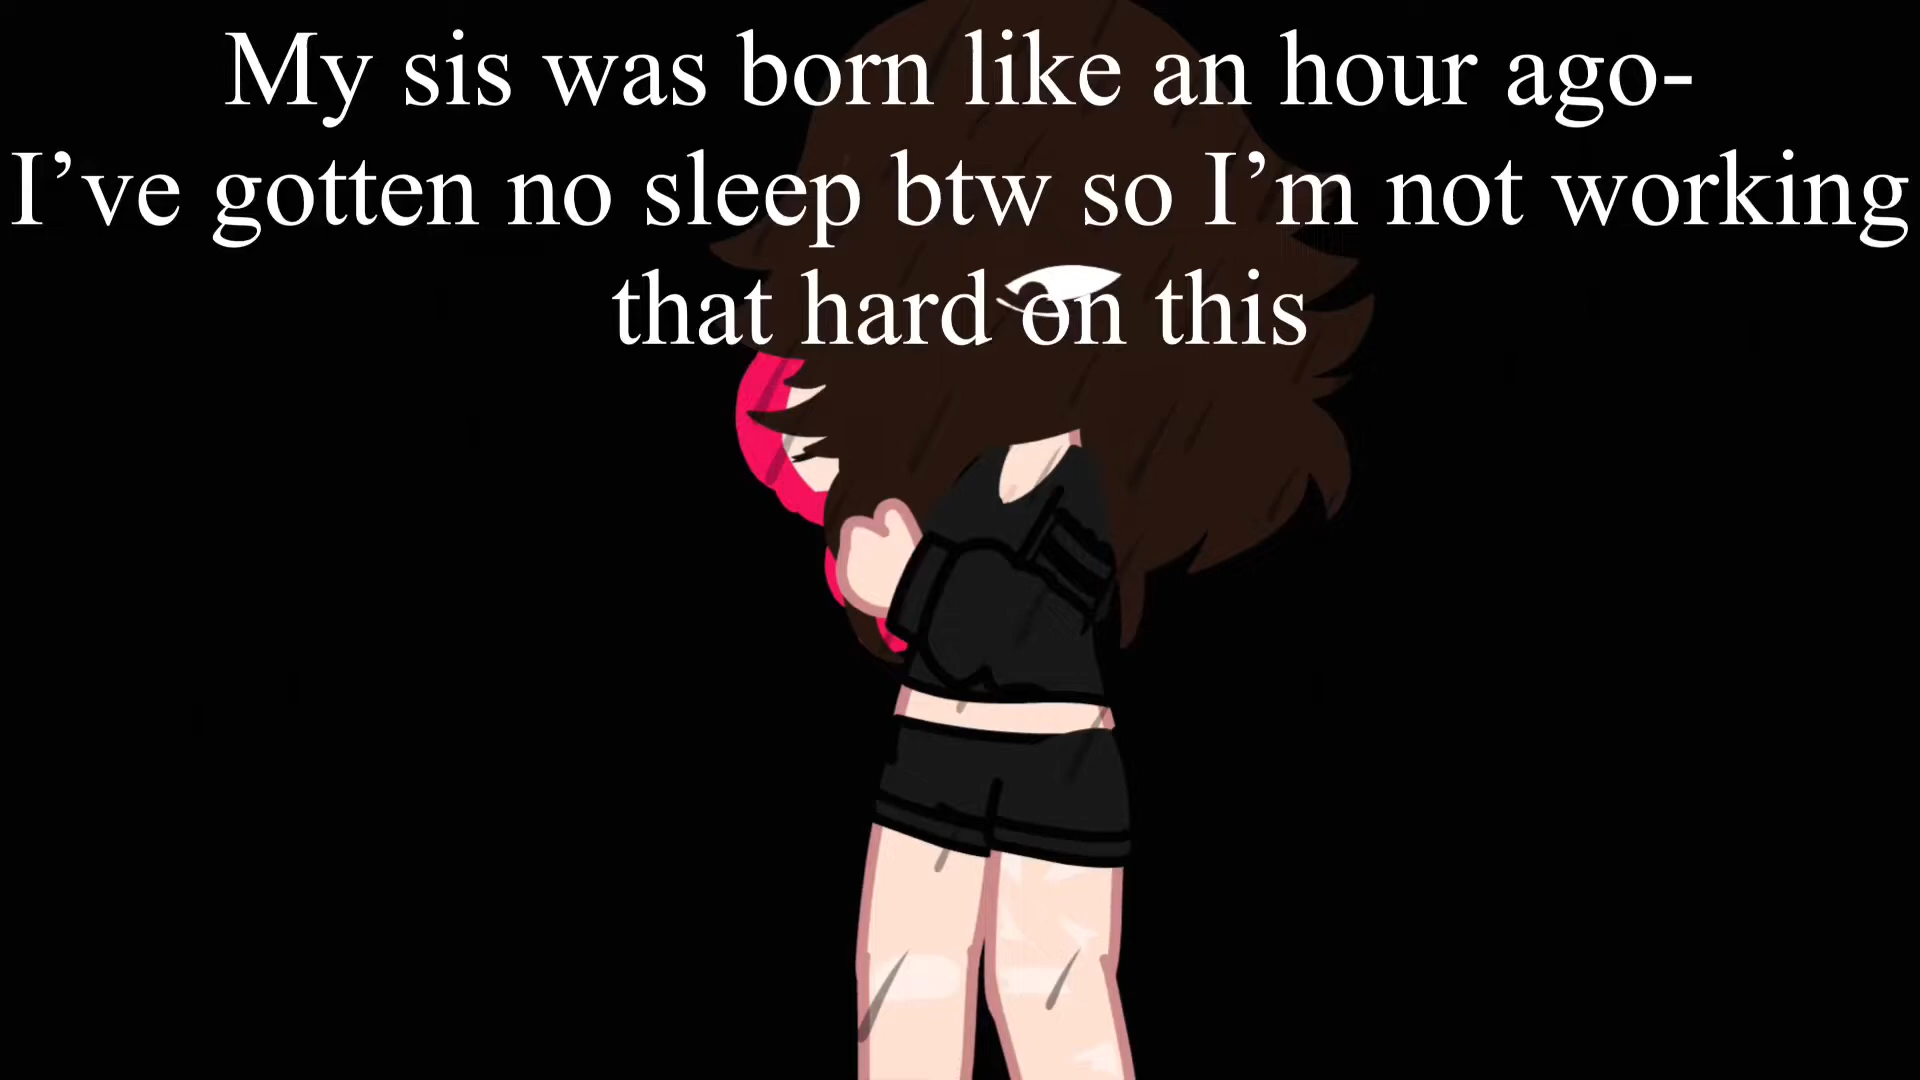 My sis was born like an hour ago-
I’ve gotten no sleep btw so I’m not working
that hard on this